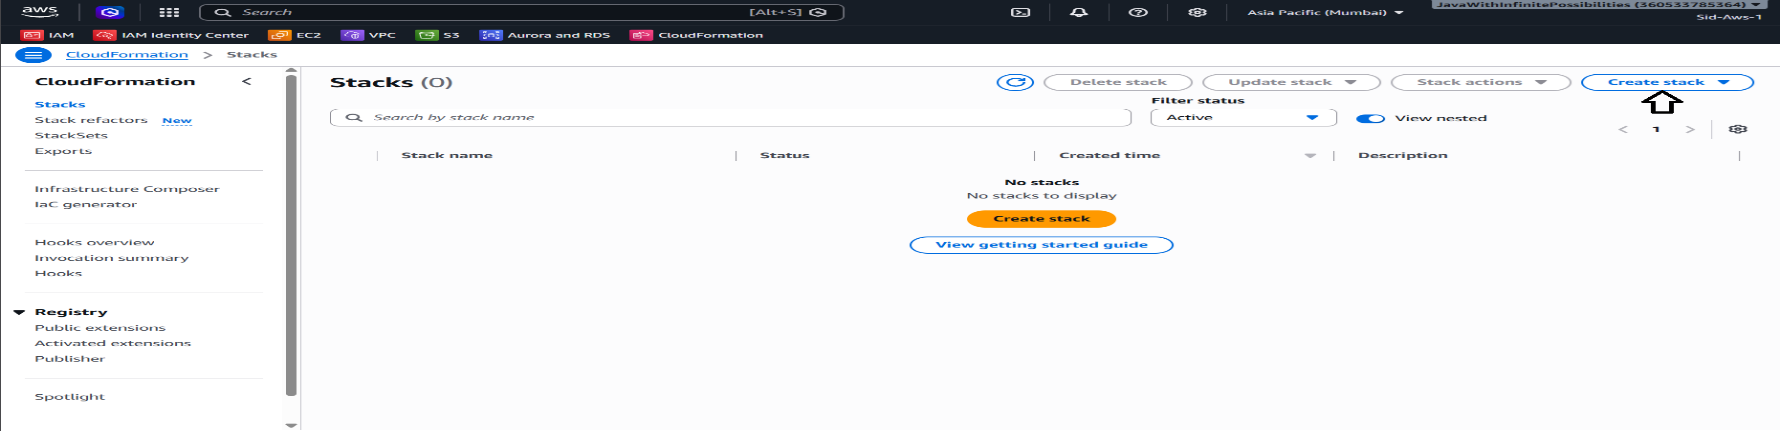 aws Search [Alt+S] Asia Pacific (Mumbai) JavaWithInfinitePossibilities (360533785364)
Sid-Aws-1
IAM IAM Identity Center EC2 VPC S3 Aurora and RDS CloudFormation
CloudFormation > Stacks
CloudFormation <
Stacks
Stack refactors New
StackSets
Exports
Infrastructure Composer
IaC generator
Hooks overview
Invocation summary
Hooks
Registry
Public extensions
Activated extensions
Publisher
Spotlight
Stacks (0) Delete stack Update stack Stack actions Create stack
Filter status
Search by stack name Active View nested
< 1 >
Stack name Status Created time Description
No stacks
No stacks to display
Create stack
View getting started guide